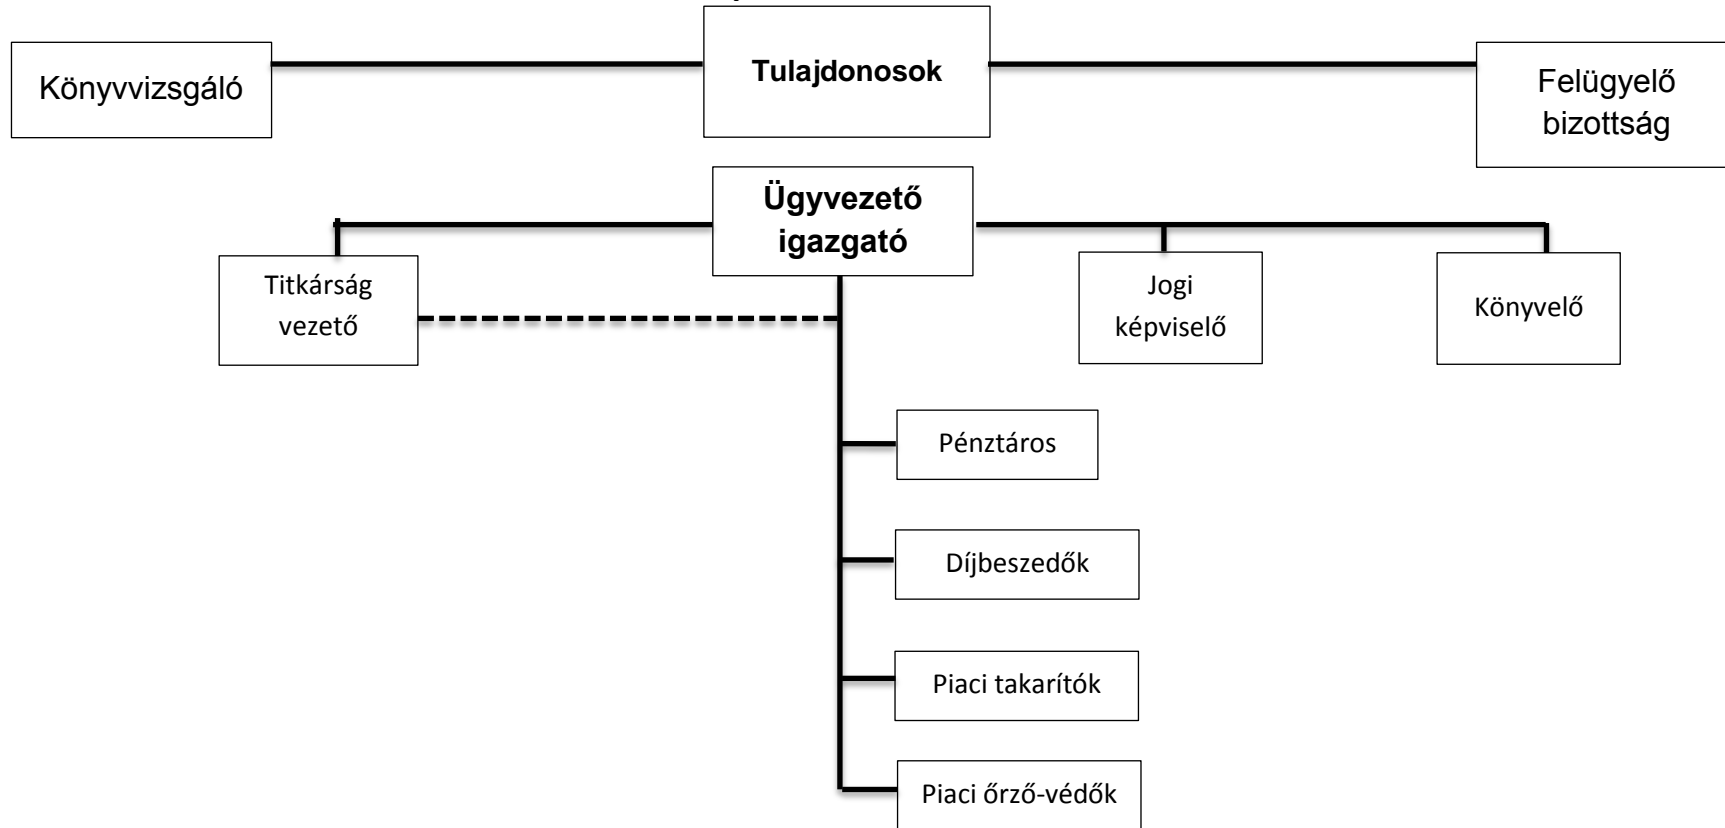 Könyvvizsgáló
Tulajdonosok
Felügyelő
bizottság
Ügyvezető
igazgató
Titkárság
vezető
Jogi
képviselő
Könyvelő
Pénztáros
Díjbeszedők
Piaci takarítók
Piaci őrző-védők